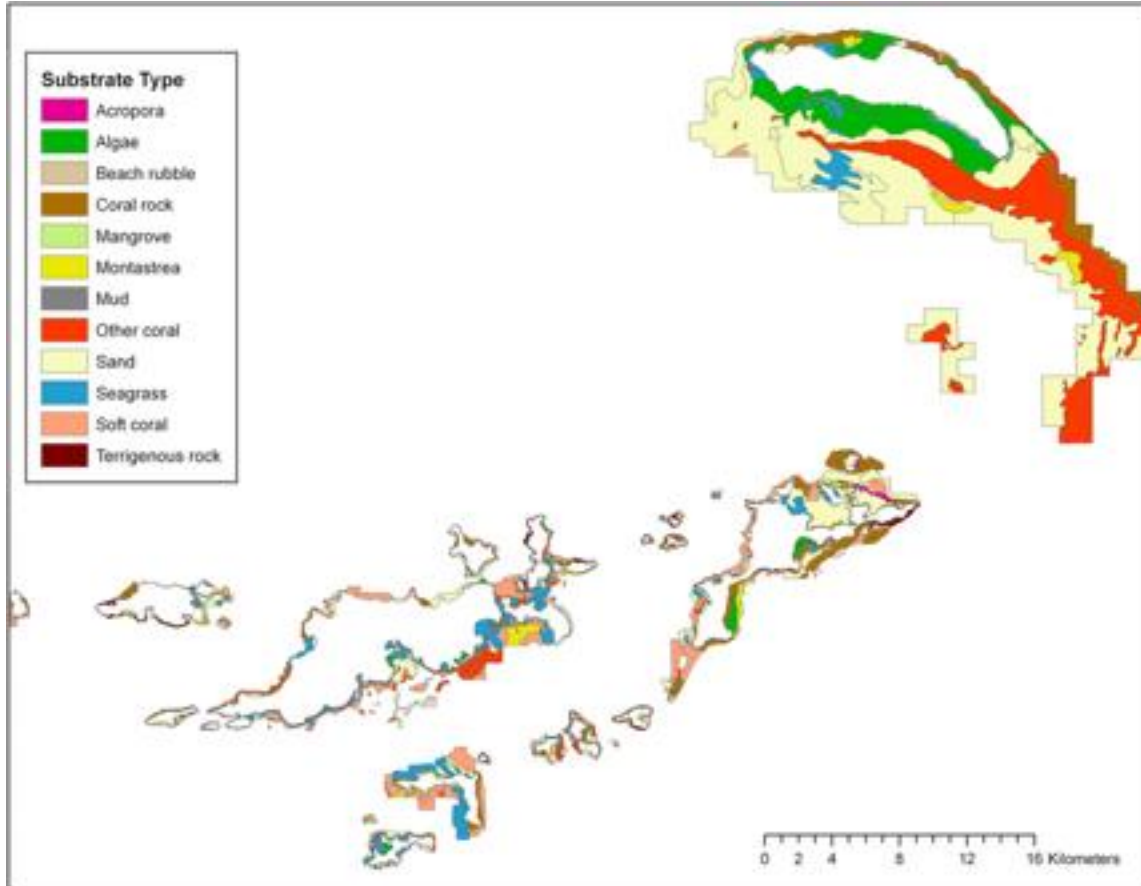 Substrate Type
Acropora
Algae
Beach rubble
Coral rock
Mangrove
Montastrea
Mud
Other coral
Sand
Seagrass
Soft coral
Terrigenous rock
0 2 4 8 12 16 Kilometers